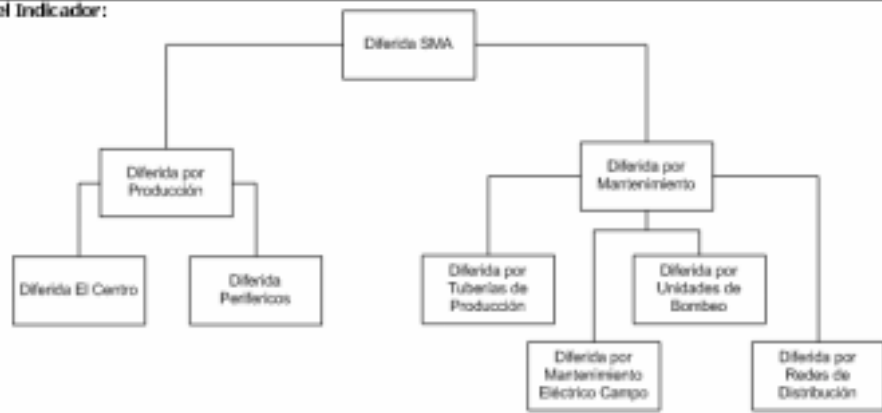 el Indicador:
Diferida SMA
Diferida por
Producción
Diferida por
Mantenimiento
Diferida El Centro
Diferida
Perifericos
Diferida por
Tuberías de
Producción
Diferida por
Unidades de
Bombeo
Diferida por
Mantenimiento
Eléctrico Campo
Diferida por
Redes de
Distribución